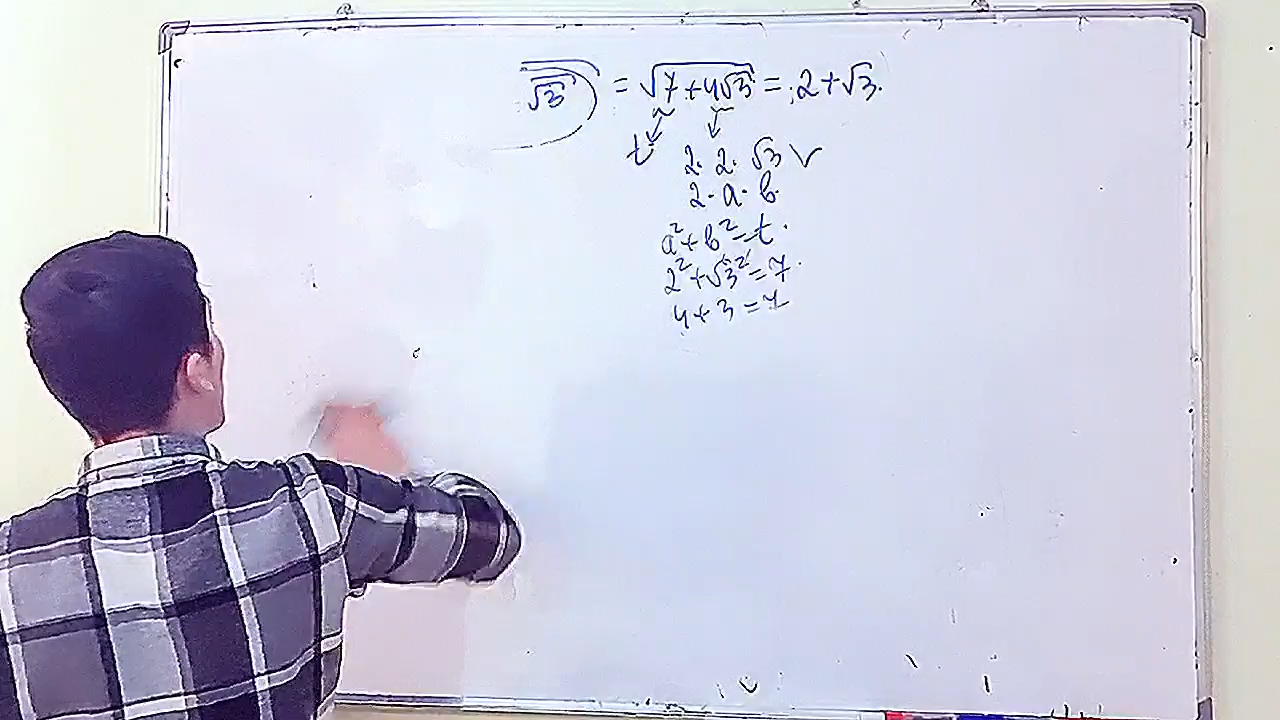 √3 = √7+4√3 = 2+√3.
t 2· 2· √3 v
2· a· b·
a²+b²=t.
2²+√3²=7.
4+3=7